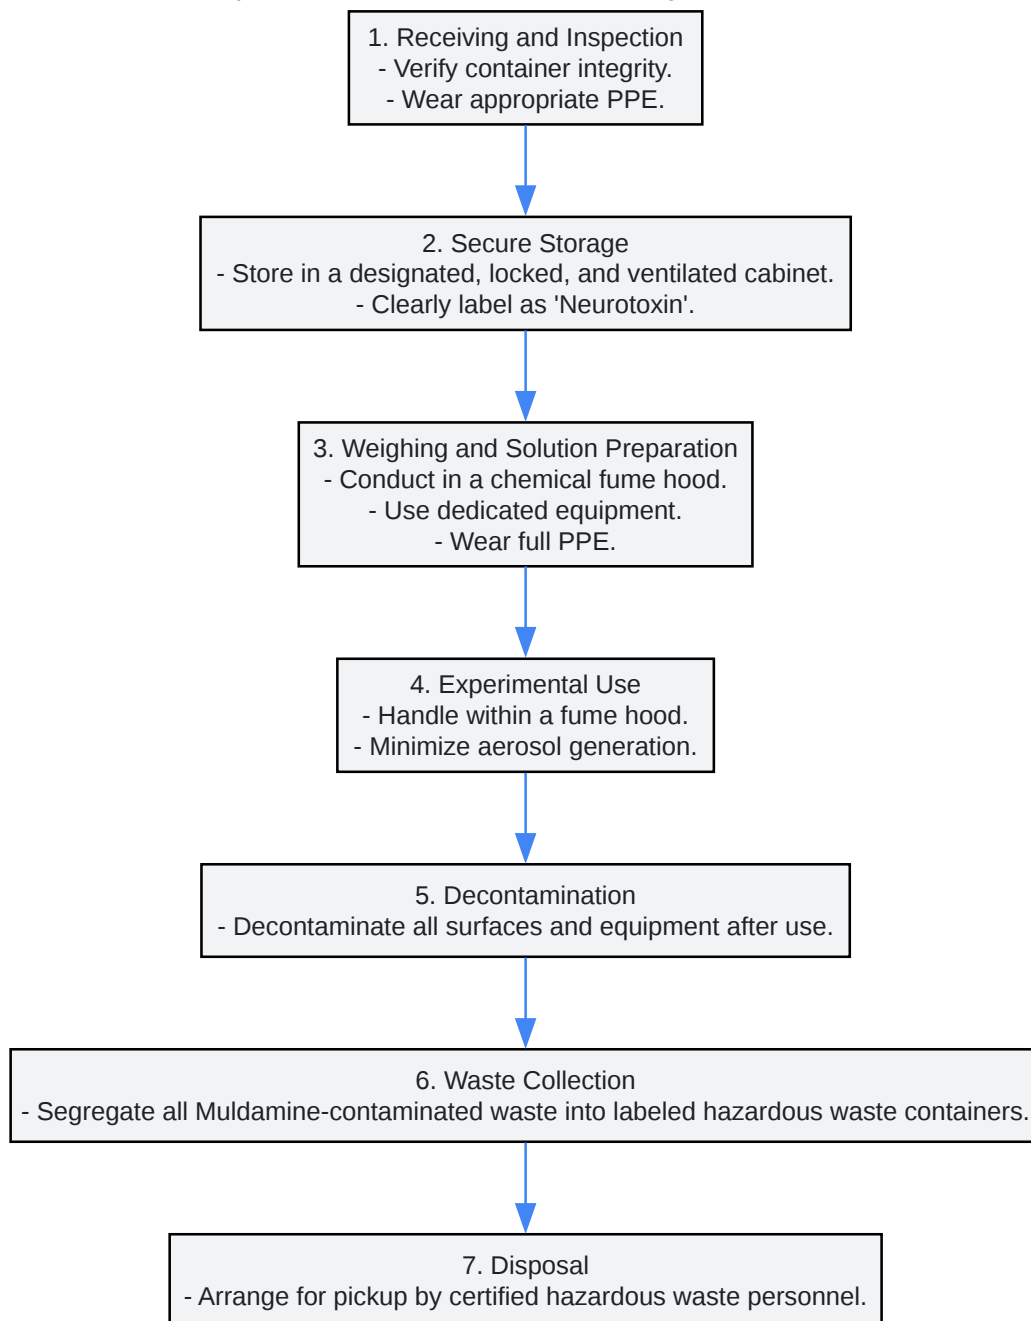 1. Receiving and Inspection
- Verify container integrity.
- Wear appropriate PPE.
2. Secure Storage
- Store in a designated, locked, and ventilated cabinet.
- Clearly label as 'Neurotoxin'.
3. Weighing and Solution Preparation
- Conduct in a chemical fume hood.
- Use dedicated equipment.
- Wear full PPE.
4. Experimental Use
- Handle within a fume hood.
- Minimize aerosol generation.
5. Decontamination
- Decontaminate all surfaces and equipment after use.
6. Waste Collection
- Segregate all Muldamine-contaminated waste into labeled hazardous waste containers.
7. Disposal
- Arrange for pickup by certified hazardous waste personnel.